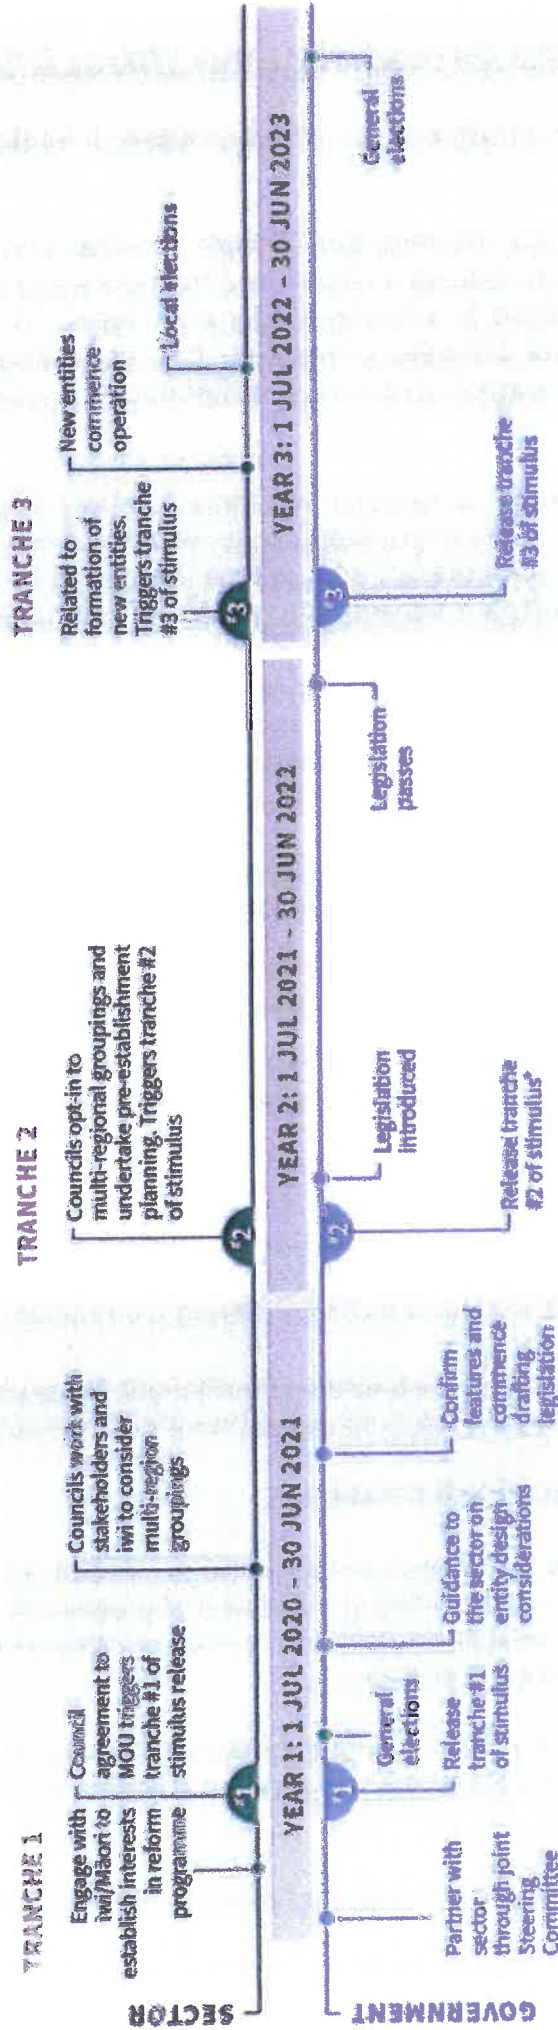 TRANCHE 1
TRANCHE 2
TRANCHE 3
SECTOR
Engage with
iwi/Māori to
establish interests
in reform
programme
Council
agreement to
MOU triggers
tranche #1 of
stimulus release
Councils work with
stakeholders and
iwi to consider
multi-region
groupings
Councils opt-in to
multi-regional groupings and
undertake pre-establishment
planning. Triggers tranche #2
of stimulus
Related to
formation of
new entities.
Triggers tranche
#3 of stimulus
New entities
commence
operation
Local elections
#1
#2
#3
YEAR 1: 1 JUL 2020 - 30 JUN 2021
YEAR 2: 1 JUL 2021 - 30 JUN 2022
YEAR 3: 1 JUL 2022 - 30 JUN 2023
#1
#2
#3
GOVERNMENT
Partner with
sector
through joint
Steering
Committee
Release
tranche #1
of stimulus
General
elections
Guidance to
the sector on
entity design
considerations
Confirm
features and
commence
drafting
legislation
Release tranche
#2 of stimulus*
Legislation
introduced
Legislation
passes
Release tranche
#3 of stimulus
General
elections